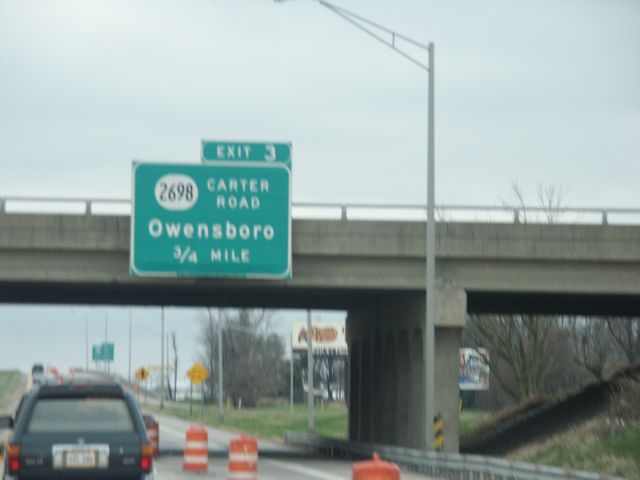 EXIT 3
2698 CARTER
ROAD
Owensboro
3/4 MILE